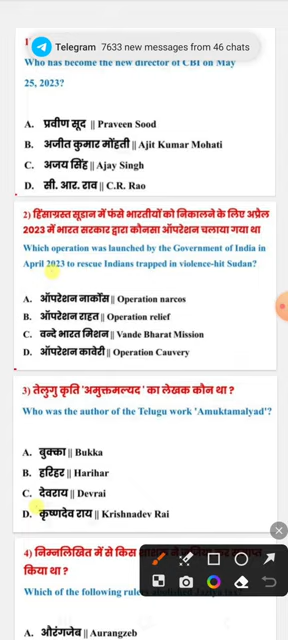 1
Telegram 7633 new messages from 46 chats
Who has become the new director of CBI on May
25, 2023?
A. प्रवीण सूद || Praveen Sood
B. अजीत कुमार मोहंती || Ajit Kumar Mohati
C. अजय सिंह || Ajay Singh
D. सी. आर. राव || C.R. Rao
2) हिंसाग्रस्त सूडान में फंसे भारतीयों को निकालने के लिए अप्रैल
2023 में भारत सरकार द्वारा कौनसा ऑपरेशन चलाया गया था
Which operation was launched by the Government of India in
April 2023 to rescue Indians trapped in violence-hit Sudan?
A. ऑपरेशन नार्कोस || Operation narcos
B. ऑपरेशन राहत || Operation relief
C. वन्दे भारत मिशन || Vande Bharat Mission
D. ऑपरेशन कावेरी || Operation Cauvery
3) तेलुगु कृति 'अमुक्तमल्यद' का लेखक कौन था ?
Who was the author of the Telugu work 'Amuktamalyad'?
A. बुक्का || Bukka
B. हरिहर || Harihar
C. देवराय || Devrai
D. कृष्णदेव राय || Krishnadev Rai
4) निम्नलिखित में से किस
किया था ?
Which of the following
A. औरंगजेब || Aurangzeb